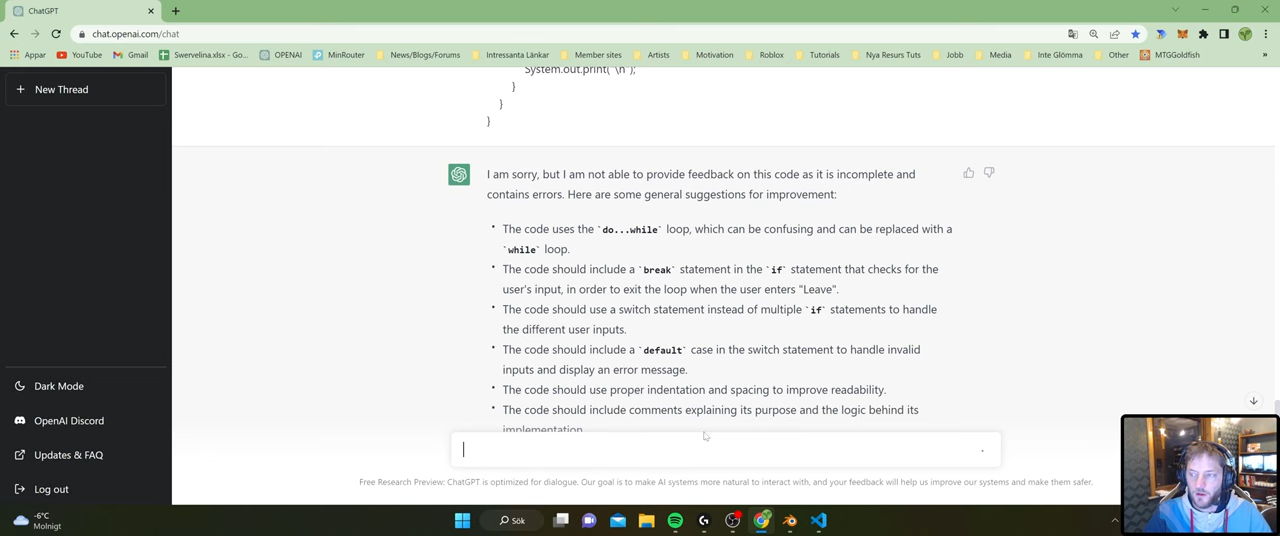 ChatGPT
chat.openai.com/chat
Appar YouTube Gmail Swervelina.xlsx - Go... OPENAI MinRouter News/Blogs/Forums Intressanta Länkar Member sites Artists Motivation Roblox Tutorials Nya Resurs Tuts Jobb Media Inte Glömma Other MTGGoldfish »
New Thread
System.out.print("\n");
}
}
}
I am sorry, but I am not able to provide feedback on this code as it is incomplete and
contains errors. Here are some general suggestions for improvement:
• The code uses the `do...while` loop, which can be confusing and can be replaced with a
`while` loop.
• The code should include a `break` statement in the `if` statement that checks for the
user's input, in order to exit the loop when the user enters "Leave".
• The code should use a switch statement instead of multiple `if` statements to handle
the different user inputs.
• The code should include a `default` case in the switch statement to handle invalid
inputs and display an error message.
• The code should use proper indentation and spacing to improve readability.
• The code should include comments explaining its purpose and the logic behind its
implementation.
Dark Mode
OpenAI Discord
Updates & FAQ
Log out
Free Research Preview: ChatGPT is optimized for dialogue. Our goal is to make AI systems more natural to interact with, and your feedback will help us improve our systems and make them safer.
-6°C
Molnigt
Sök